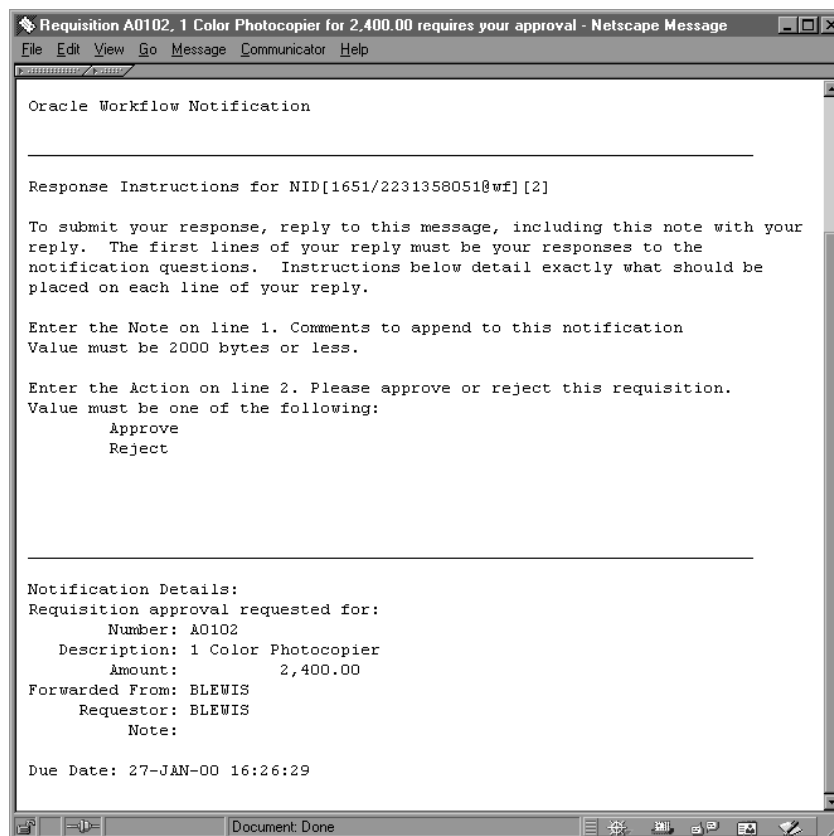 Requisition A0102, 1 Color Photocopier for 2,400.00 requires your approval - Netscape Message
File Edit View Go Message Communicator Help
Oracle Workflow Notification
Response Instructions for NID[1651/2231358051@wf][2]
To submit your response, reply to this message, including this note with your
reply. The first lines of your reply must be your responses to the
notification questions. Instructions below detail exactly what should be
placed on each line of your reply.
Enter the Note on line 1. Comments to append to this notification
Value must be 2000 bytes or less.
Enter the Action on line 2. Please approve or reject this requisition.
Value must be one of the following:
Approve
Reject
Notification Details:
Requisition approval requested for:
Number: A0102
Description: 1 Color Photocopier
Amount: 2,400.00
Forwarded From: BLEWIS
Requestor: BLEWIS
Note:
Due Date: 27-JAN-00 16:26:29
Document: Done